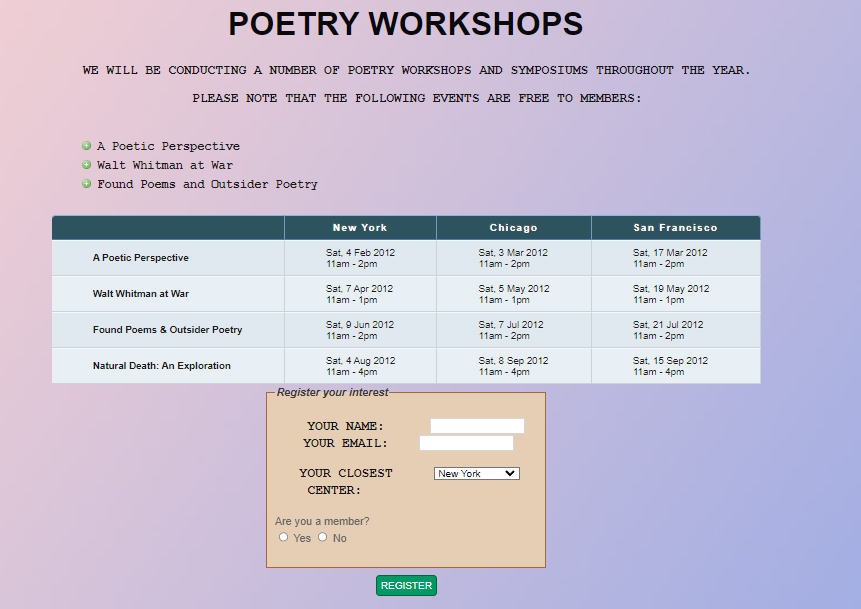 POETRY WORKSHOPS
WE WILL BE CONDUCTING A NUMBER OF POETRY WORKSHOPS AND SYMPOSIUMS THROUGHOUT THE YEAR.
PLEASE NOTE THAT THE FOLLOWING EVENTS ARE FREE TO MEMBERS:
A Poetic Perspective
Walt Whitman at War
Found Poems and Outsider Poetry
New York Chicago San Francisco
A Poetic Perspective
Sat, 4 Feb 2012
11am - 2pm
Sat, 3 Mar 2012
11am - 2pm
Sat, 17 Mar 2012
11am - 2pm
Walt Whitman at War
Sat, 7 Apr 2012
11am - 1pm
Sat, 5 May 2012
11am - 1pm
Sat, 19 May 2012
11am - 1pm
Found Poems & Outsider Poetry
Sat, 9 Jun 2012
11am - 2pm
Sat, 7 Jul 2012
11am - 2pm
Sat, 21 Jul 2012
11am - 2pm
Natural Death: An Exploration
Sat, 4 Aug 2012
11am - 4pm
Sat, 8 Sep 2012
11am - 4pm
Sat, 15 Sep 2012
11am - 4pm
Register your interest
YOUR NAME:
YOUR EMAIL:
YOUR CLOSEST
CENTER:
New York
Are you a member?
Yes No
REGISTER